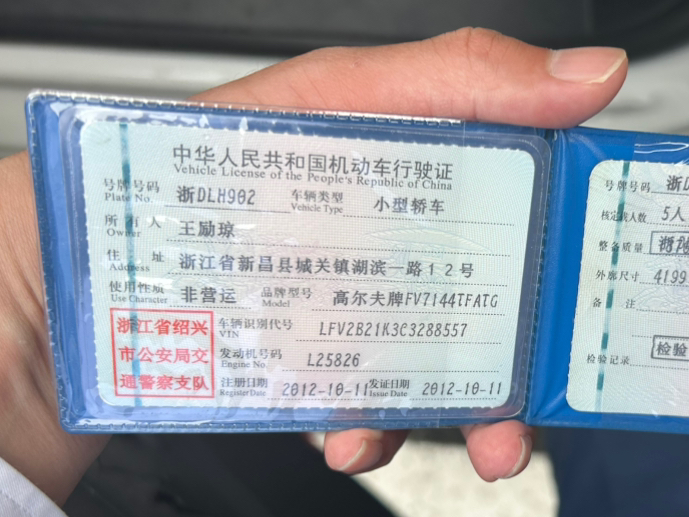 中华人民共和国机动车行驶证
Vehicle License of the People's Republic of China
号牌号码 浙DLH902 车辆类型 小型轿车
Plate No. Vehicle Type
所有人 王励琼
Owner
住址 浙江省新昌县城关镇湖滨一路12号
Address
使用性质 非营运 品牌型号 高尔夫牌FV7144TFATG
Use Character Model
浙江省绍兴
市公安局交
通警察支队
车辆识别代号 LFV2B21K3C3288557
VIN
发动机号码 L25826
Engine No.
注册日期 2012-10-11 发证日期 2012-10-11
Register Date Issue Date
号牌号码
核定载人数 5人
整备质量
外廓尺寸 4199
备注
检验记录 检验